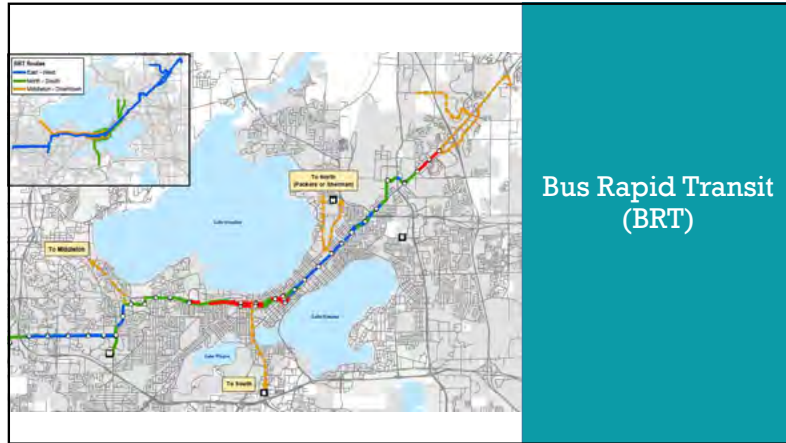 BRT Routes
East - West
North - South
Middleton - Downtown
To North
(Packers or Sherman)
Lake Mendota
To Middleton
Lake Monona
Lake Wingra
To South
Bus Rapid Transit
(BRT)